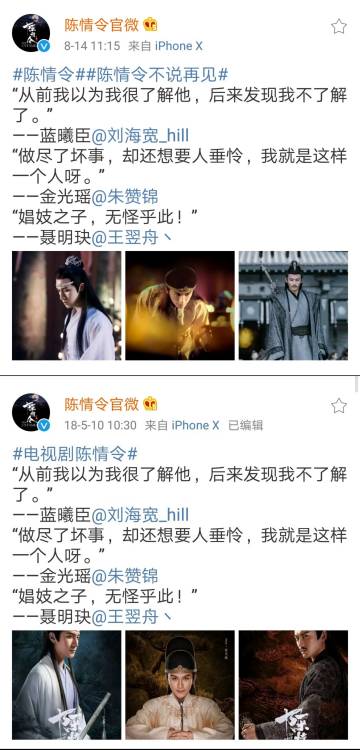 陈情令官微
8-14 11:15 来自 iPhone X
#陈情令##陈情令不说再见#
“从前我以为我很了解他，后来发现我不了解
了。”
——蓝曦臣@刘海宽_hill
“做尽了坏事，却还想要人垂怜，我就是这样
一个人呀。”
——金光瑶@朱赞锦
“娼妓之子，无怪乎此！”
——聂明玦@王翌舟丶
陈情令官微
18-5-10 10:30 来自 iPhone X 已编辑
#电视剧陈情令#
“从前我以为我很了解他，后来发现我不了解
了。”
——蓝曦臣@刘海宽_hill
“做尽了坏事，却还想要人垂怜，我就是这样
一个人呀。”
——金光瑶@朱赞锦
“娼妓之子，无怪乎此！”
——聂明玦@王翌舟丶